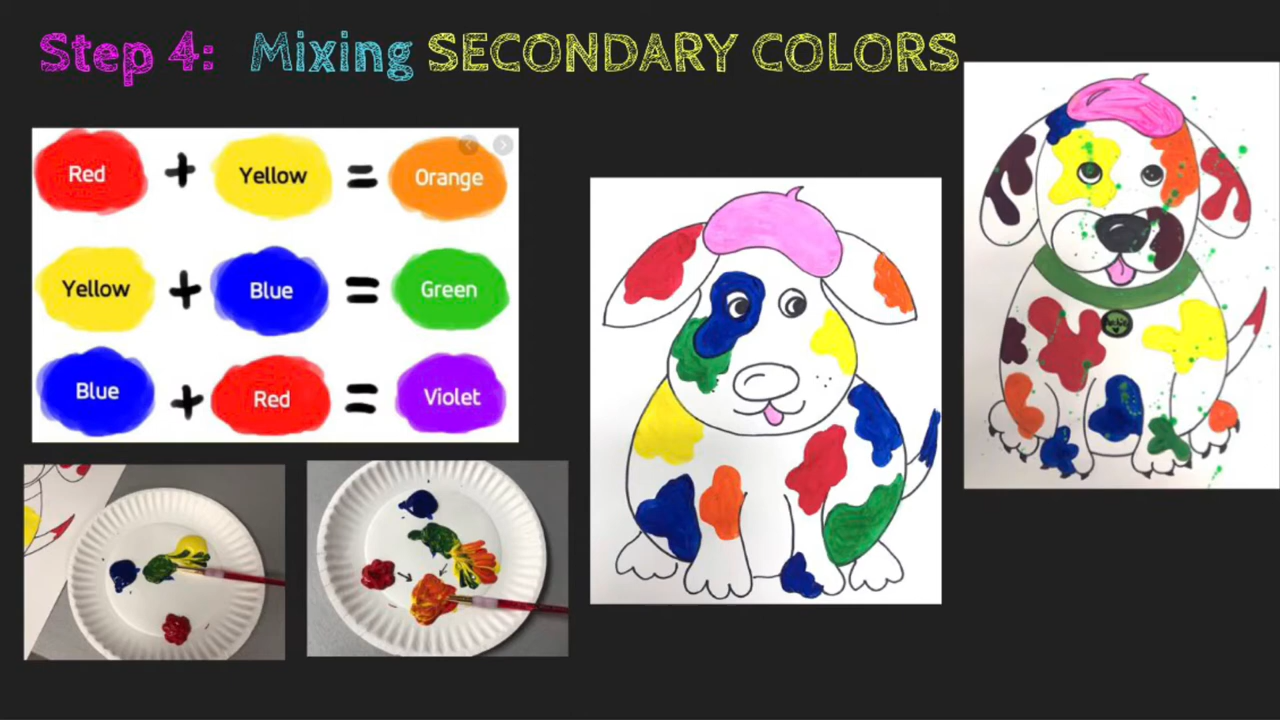 Step 4: Mixing SECONDARY COLORS
Red + Yellow = Orange
Yellow + Blue = Green
Blue + Red = Violet